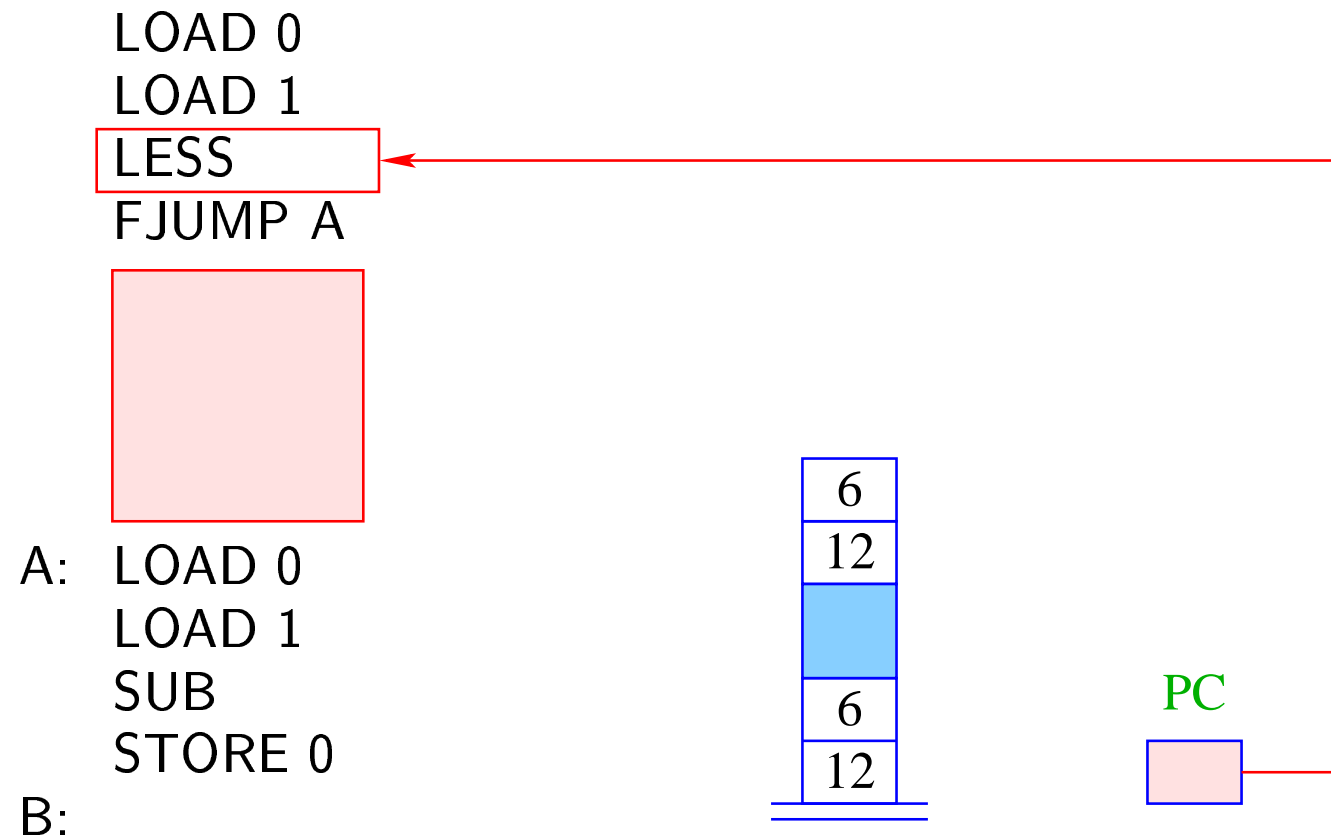 LOAD 0
LOAD 1
LESS
FJUMP A
A: LOAD 0
LOAD 1
SUB
STORE 0
B:
6
12
6
12
PC